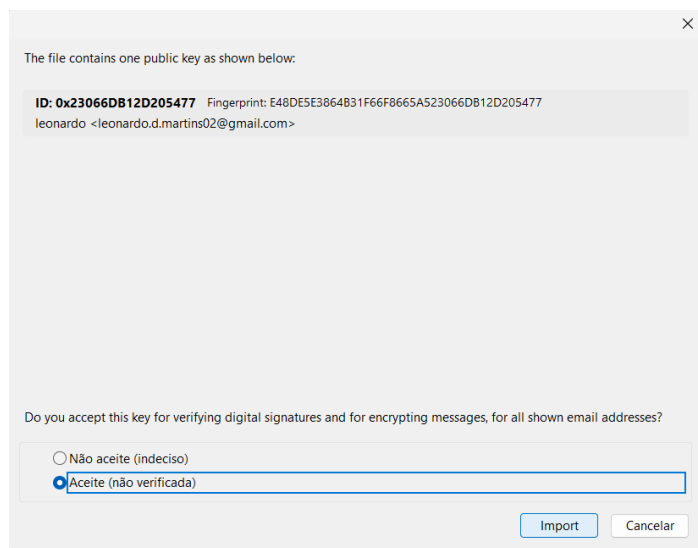 The file contains one public key as shown below:
ID: 0x23066DB12D205477 Fingerprint: E48DE5E3864B31F66F8665A523066DB12D205477
leonardo <leonardo.d.martins02@gmail.com>
Do you accept this key for verifying digital signatures and for encrypting messages, for all shown email addresses?
Não aceite (indeciso)
Aceite (não verificada)
Import Cancelar